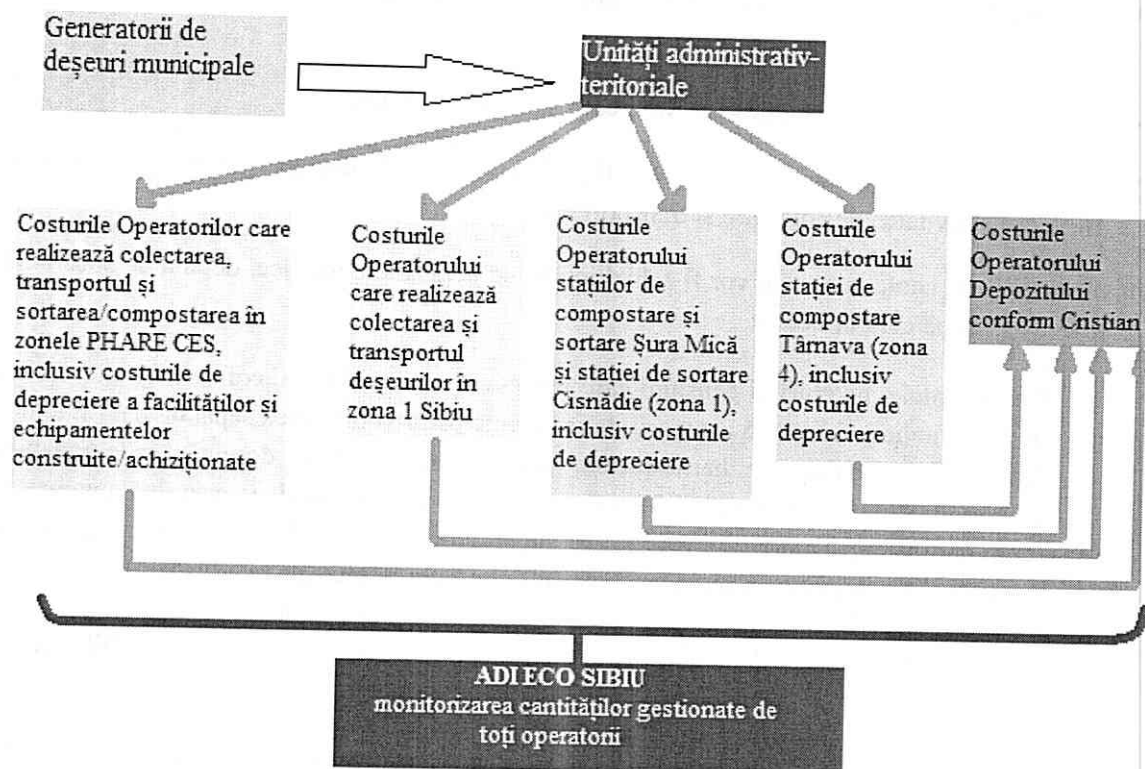 Generatorii de
deșeuri municipale
Unități administrativ-
teritoriale
Costurile Operatorilor care
realizează colectarea,
transportul și
sortarea/compostarea în
zonele PHARE CES,
inclusiv costurile de
depreciere a facilităților și
echipamentelor
construite/achiziționate
Costurile
Operatorului
care realizează
colectarea și
transportul
deșeurilor în
zona 1 Sibiu
Costurile
Operatorului
stațiilor de
compostare și
sortare Șura Mică
și stației de sortare
Cisnădie (zona 1),
inclusiv costurile
de depreciere
Costurile
Operatorului
stației de
compostare
Târnava (zona
4), inclusiv
costurile de
depreciere
Costurile
Operatorului
Depozitului
conform Cristian
ADI ECO SIBIU
monitorizarea cantităților gestionate de
toți operatorii